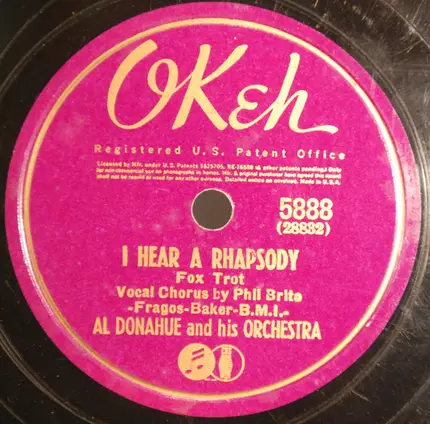 OKeh
Registered U.S. Patent Office
5888
(28832)
I HEAR A RHAPSODY
Fox Trot
Vocal Chorus by Phil Brito
-Fragos-Baker-B.M.I.-
AL DONAHUE and his ORCHESTRA